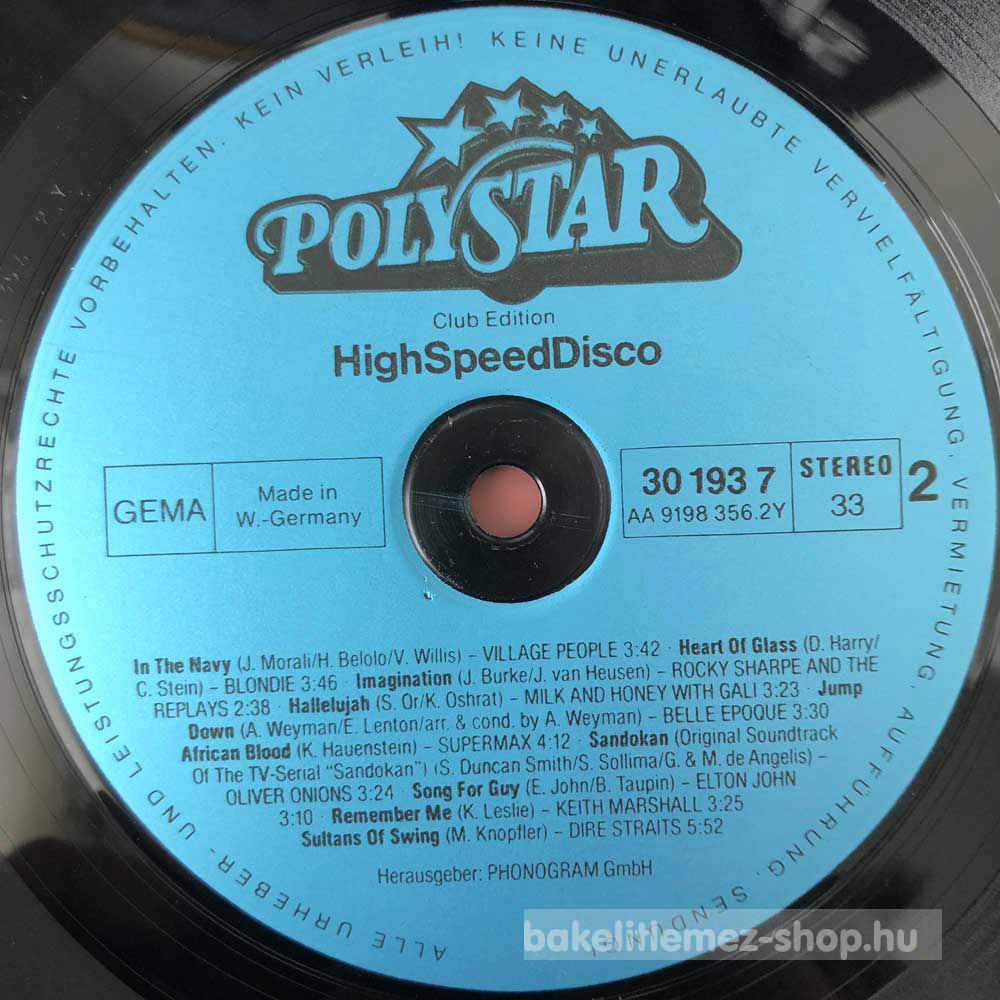 ALLE URHEBER- UND LEISTUNGSSCHUTZRECHTE VORBEHALTEN. KEIN VERLEIH! KEINE UNERLAUBTE VERVIELFÄLTIGUNG, VERMIETUNG, AUFFÜHRUNG, SENDUNG!
POLYSTAR
Club Edition
HighSpeedDisco
GEMA
Made in
W.-Germany
30 193 7
AA 9198 356.2Y
STEREO
33
2
In The Navy (J. Morali/H. Belolo/V. Willis) – VILLAGE PEOPLE 3:42 · Heart Of Glass (D. Harry/
C. Stein) – BLONDIE 3:46 · Imagination (J. Burke/J. van Heusen) – ROCKY SHARPE AND THE
REPLAYS 2:38 · Hallelujah (S. Or/K. Oshrat) – MILK AND HONEY WITH GALI 3:23 · Jump
Down (A. Weyman/E. Lenton/arr. & cond. by A. Weyman) – BELLE EPOQUE 3:30
African Blood (K. Hauenstein) – SUPERMAX 4:12 · Sandokan (Original Soundtrack
Of The TV-Serial "Sandokan") (S. Duncan Smith/S. Sollima/G. & M. de Angelis) –
OLIVER ONIONS 3:24 · Song For Guy (E. John/B. Taupin) – ELTON JOHN
3:10 · Remember Me (K. Leslie) – KEITH MARSHALL 3:25
Sultans Of Swing (M. Knopfler) – DIRE STRAITS 5:52
Herausgeber: PHONOGRAM GmbH
bakelitlemez-shop.hu